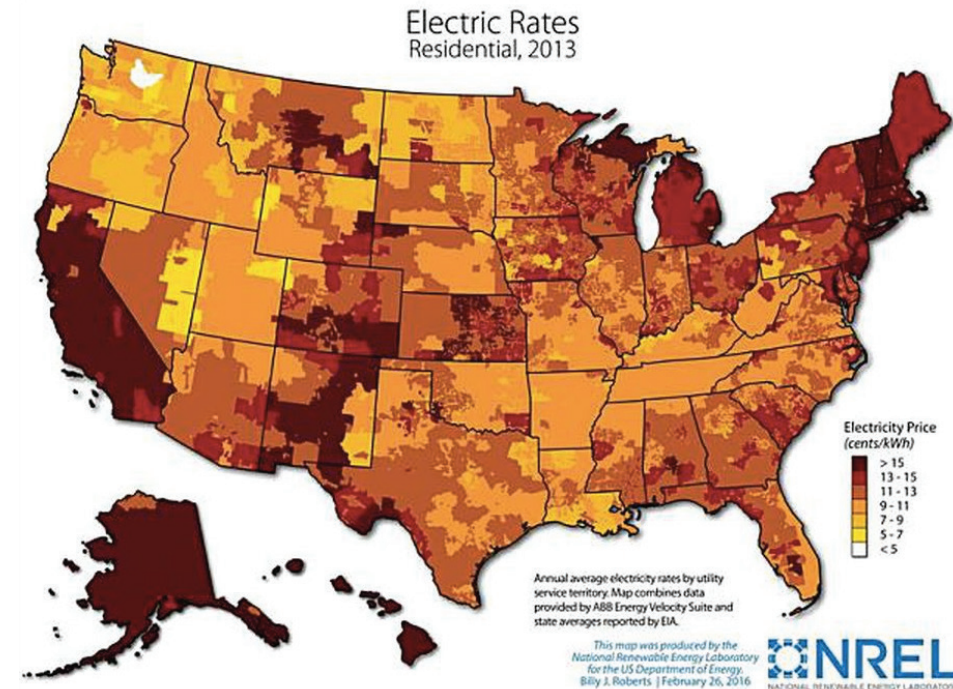 Electric Rates
Residential, 2013
Electricity Price
(cents/kWh)
> 15
13 - 15
11 - 13
9 - 11
7 - 9
5 - 7
< 5
Annual average electricity rates by utility
service territory. Map combines data
provided by ABB Energy Velocity Suite and
state averages reported by EIA.
This map was produced by the
National Renewable Energy Laboratory
for the US Department of Energy.
Billy J. Roberts | February 26, 2016
NREL
NATIONAL RENEWABLE ENERGY LABORATORY